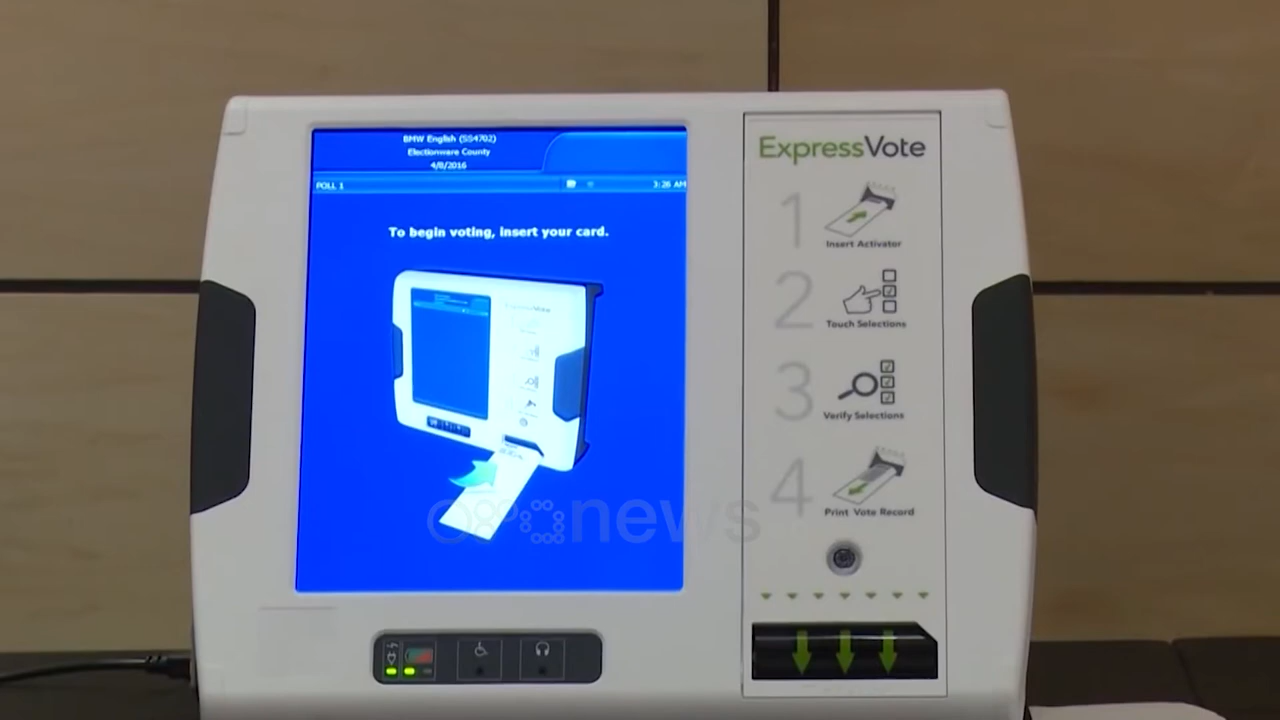 BMW English (SS4702)
Electionware County
4/8/2016
POLL 1
3:26 AM
To begin voting, insert your card.
ExpressVote
1
Insert Activator
2
Touch Selections
3
Verify Selections
4
Print Vote Record
ExpressVote
news